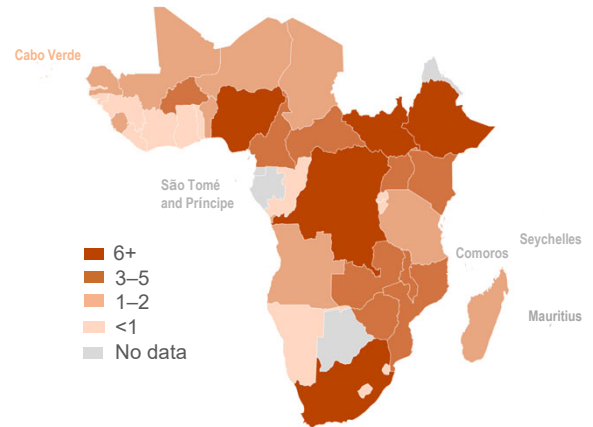 Cabo Verde
São Tomé
and Príncipe
Seychelles
Comoros
Mauritius
6+
3–5
1–2
<1
No data